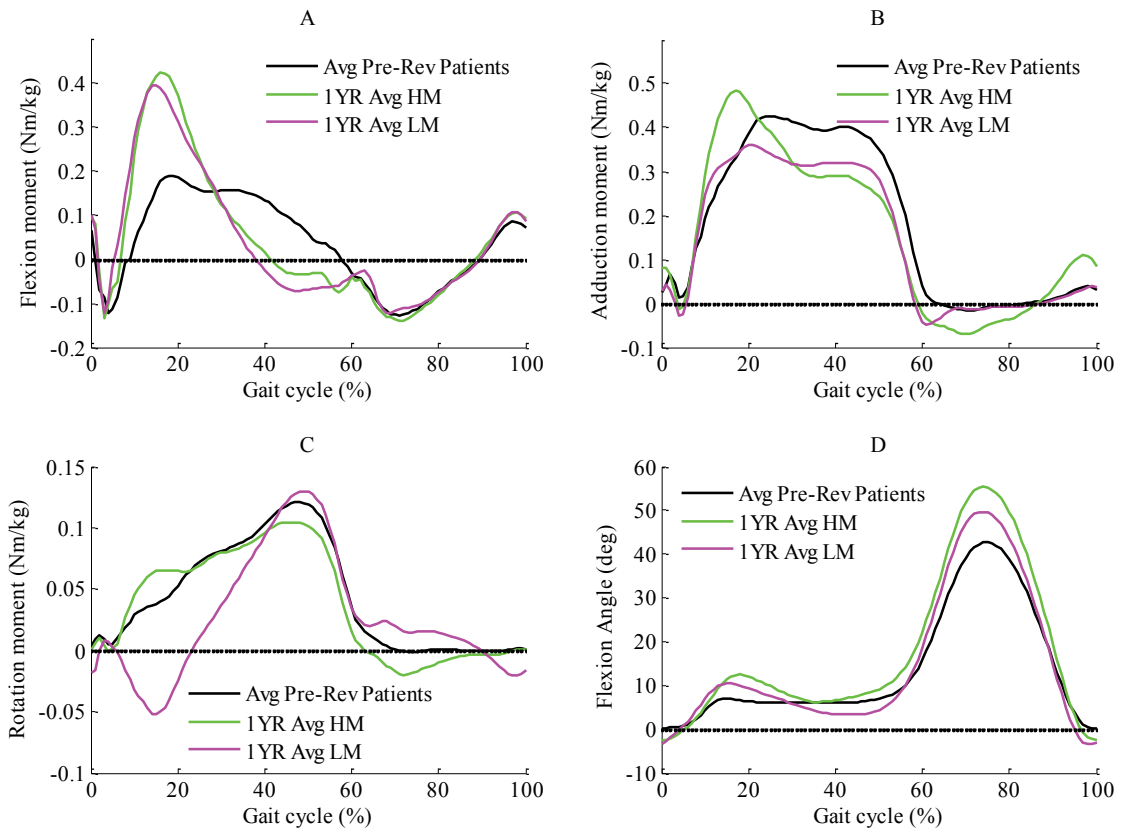 A
Flexion moment (Nm/kg)
0.4
0.3
0.2
0.1
0
-0.1
-0.2
Avg Pre-Rev Patients
1YR Avg HM
1YR Avg LM
0 20 40 60 80 100
Gait cycle (%)
B
Adduction moment (Nm/kg)
0.5
0.4
0.3
0.2
0.1
0
-0.1
Avg Pre-Rev Patients
1YR Avg HM
1YR Avg LM
0 20 40 60 80 100
Gait cycle (%)
C
Rotation moment (Nm/kg)
0.15
0.1
0.05
0
-0.05
-0.1
Avg Pre-Rev Patients
1YR Avg HM
1YR Avg LM
0 20 40 60 80 100
Gait cycle (%)
D
Flexion Angle (deg)
60
50
40
30
20
10
0
-10
Avg Pre-Rev Patients
1YR Avg HM
1YR Avg LM
0 20 40 60 80 100
Gait cycle (%)